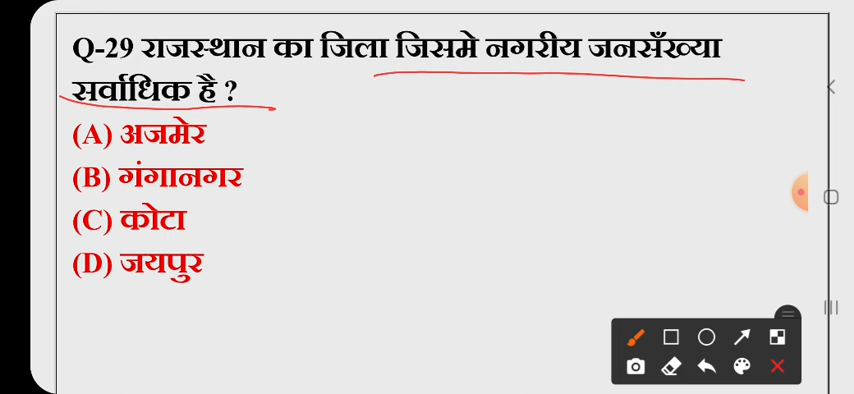 Q-29 राजस्थान का जिला जिसमे नगरीय जनसँख्या
सर्वाधिक है ?
(A) अजमेर
(B) गंगानगर
(C) कोटा
(D) जयपुर